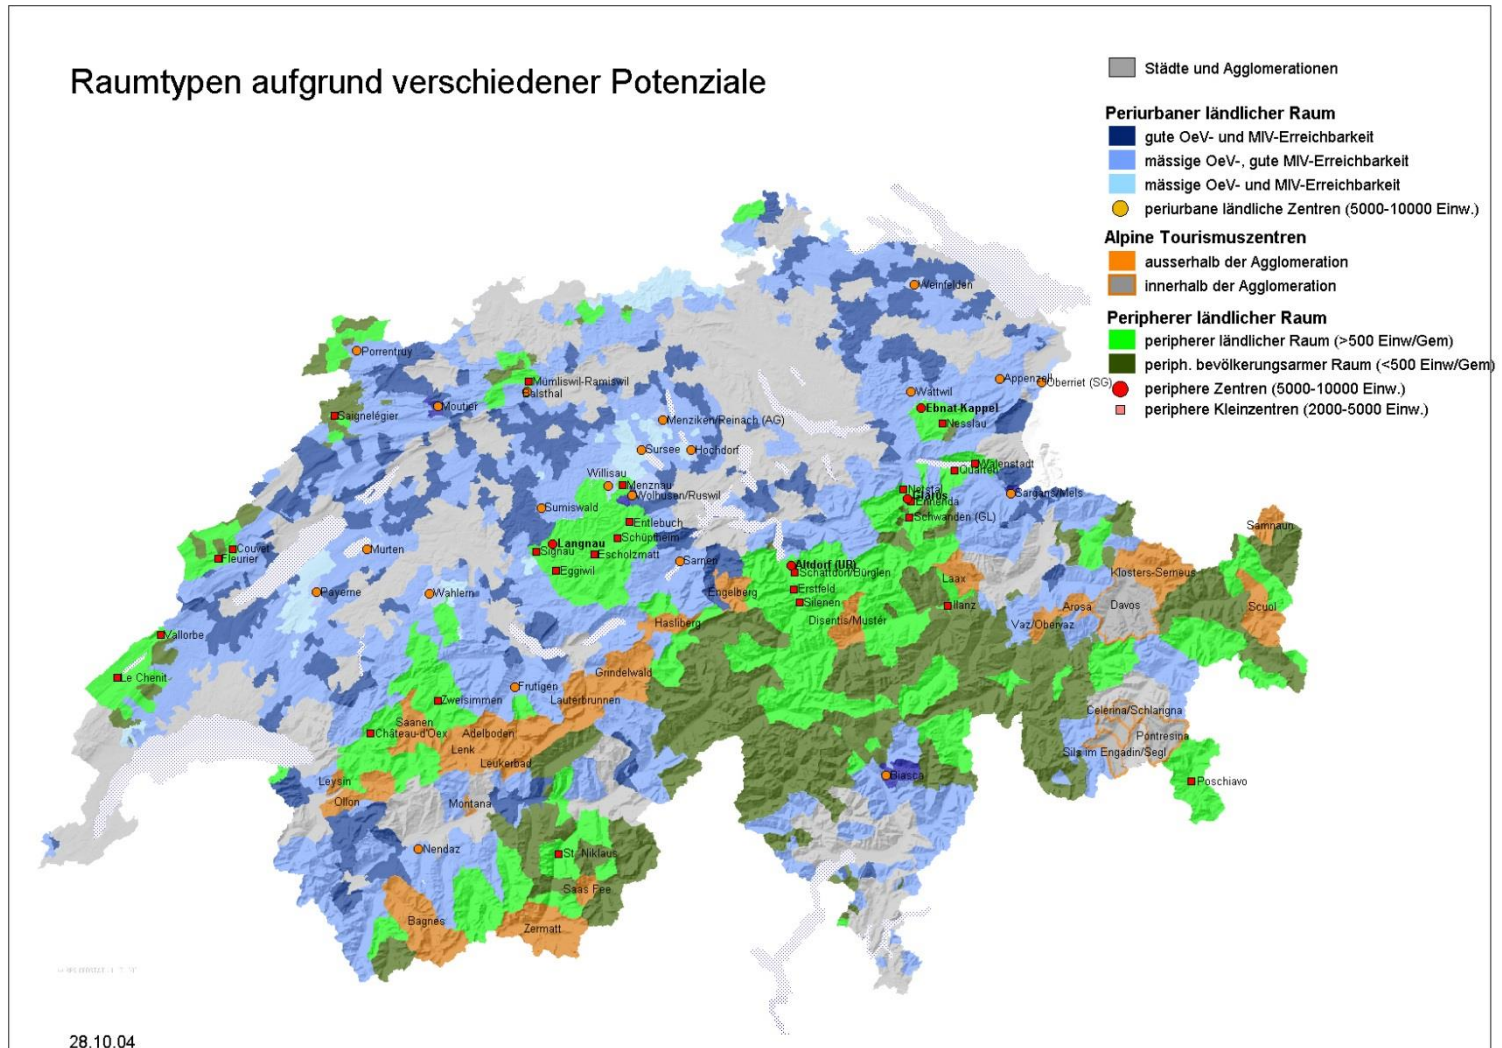 Raumtypen aufgrund verschiedener Potenziale
Städte und Agglomerationen
Periurbaner ländlicher Raum
gute OeV- und MIV-Erreichbarkeit
mässige OeV-, gute MIV-Erreichbarkeit
mässige OeV- und MIV-Erreichbarkeit
periurbane ländliche Zentren (5000-10000 Einw.)
Alpine Tourismuszentren
ausserhalb der Agglomeration
innerhalb der Agglomeration
Peripherer ländlicher Raum
peripherer ländlicher Raum (>500 Einw/Gem)
periph. bevölkerungsarmer Raum (<500 Einw/Gem)
periphere Zentren (5000-10000 Einw.)
periphere Kleinzentren (2000-5000 Einw.)
Weinfelden
Porrentruy
Mümliswil-Ramiswil
Balsthal
Appenzell
Oberriet (SG)
Wattwil
Moutier
Ebnat-Kappel
Saignelégier
Menziken/Reinach (AG)
Nesslau
Sursee
Hochdorf
Walenstadt
Quarten
Willisau
Menznau
Wolhusen/Ruswil
Netstal
Glarus
Ennenda
Sargans/Mels
Sumiswald
Schwanden (GL)
Entlebuch
Samnaun
Schüpfheim
Langnau
Signau
Escholzmatt
Couvet
Fleurier
Murten
Sarnen
Altdorf (UR)
Schattdorf/Bürglen
Eggiwil
Laax
Klosters-Serneus
Payerne
Wahlern
Engelberg
Erstfeld
Silenen
Ilanz
Arosa
Davos
Scuol
Hasliberg
Disentis/Mustér
Vaz/Obervaz
Vallorbe
Le Chenit
Grindelwald
Frutigen
Zweisimmen
Lauterbrunnen
Celerina/Schlarigna
Saanen
Château-d'Oex
Adelboden
Pontresina
Lenk
Sils im Engadin/Segl
Leukerbad
Leysin
Biasca
Poschiavo
Ollon
Montana
Nendaz
St. Niklaus
Saas Fee
Bagnes
Zermatt
28.10.04